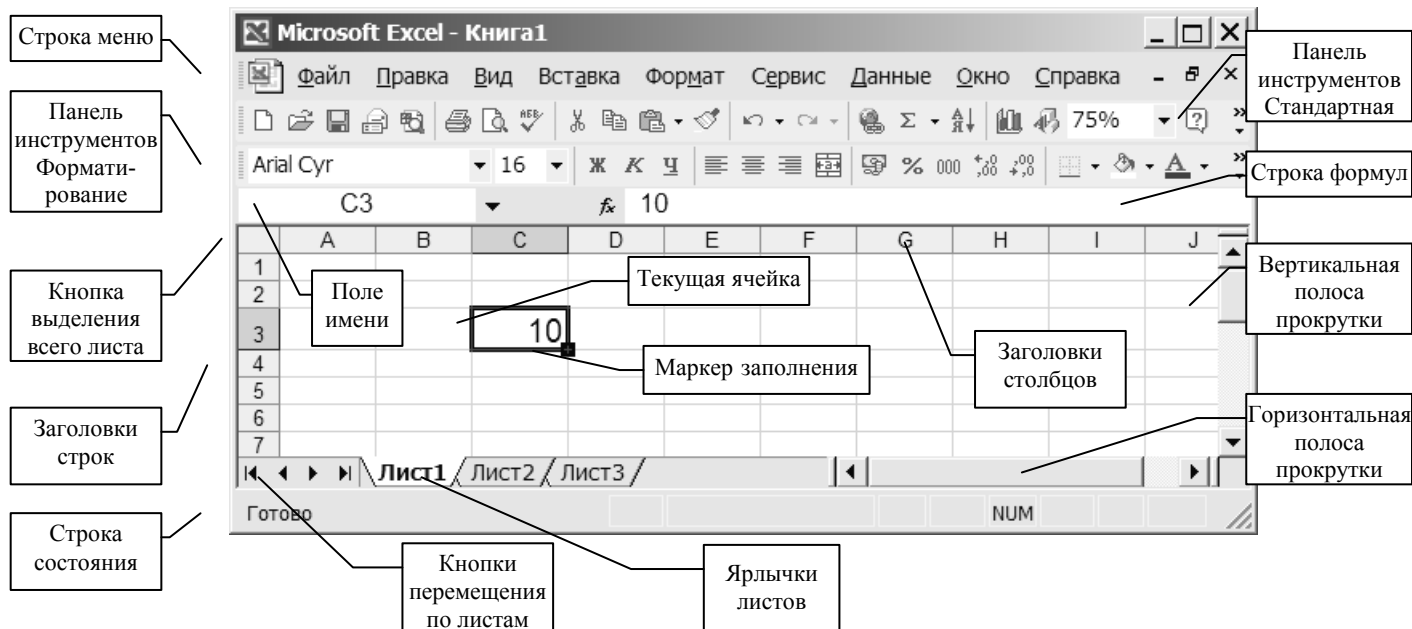 Строка меню
Панель
инструментов
Формати-
рование
Кнопка
выделения
всего листа
Заголовки
строк
Строка
состояния
Microsoft Excel - Книга1
Файл Правка Вид Вставка Формат Сервис Данные Окно Справка
75%
Arial Cyr 16 Ж К Ч % 000
C3 fx 10
A B C D E F G H I J
1
2
3 10
4
5
6
7
Поле
имени
Текущая ячейка
Маркер заполнения
Заголовки
столбцов
Лист1 Лист2 Лист3
Готово NUM
Кнопки
перемещения
по листам
Ярлычки
листов
Панель
инструментов
Стандартная
Строка формул
Вертикальная
полоса
прокрутки
Горизонтальная
полоса
прокрутки